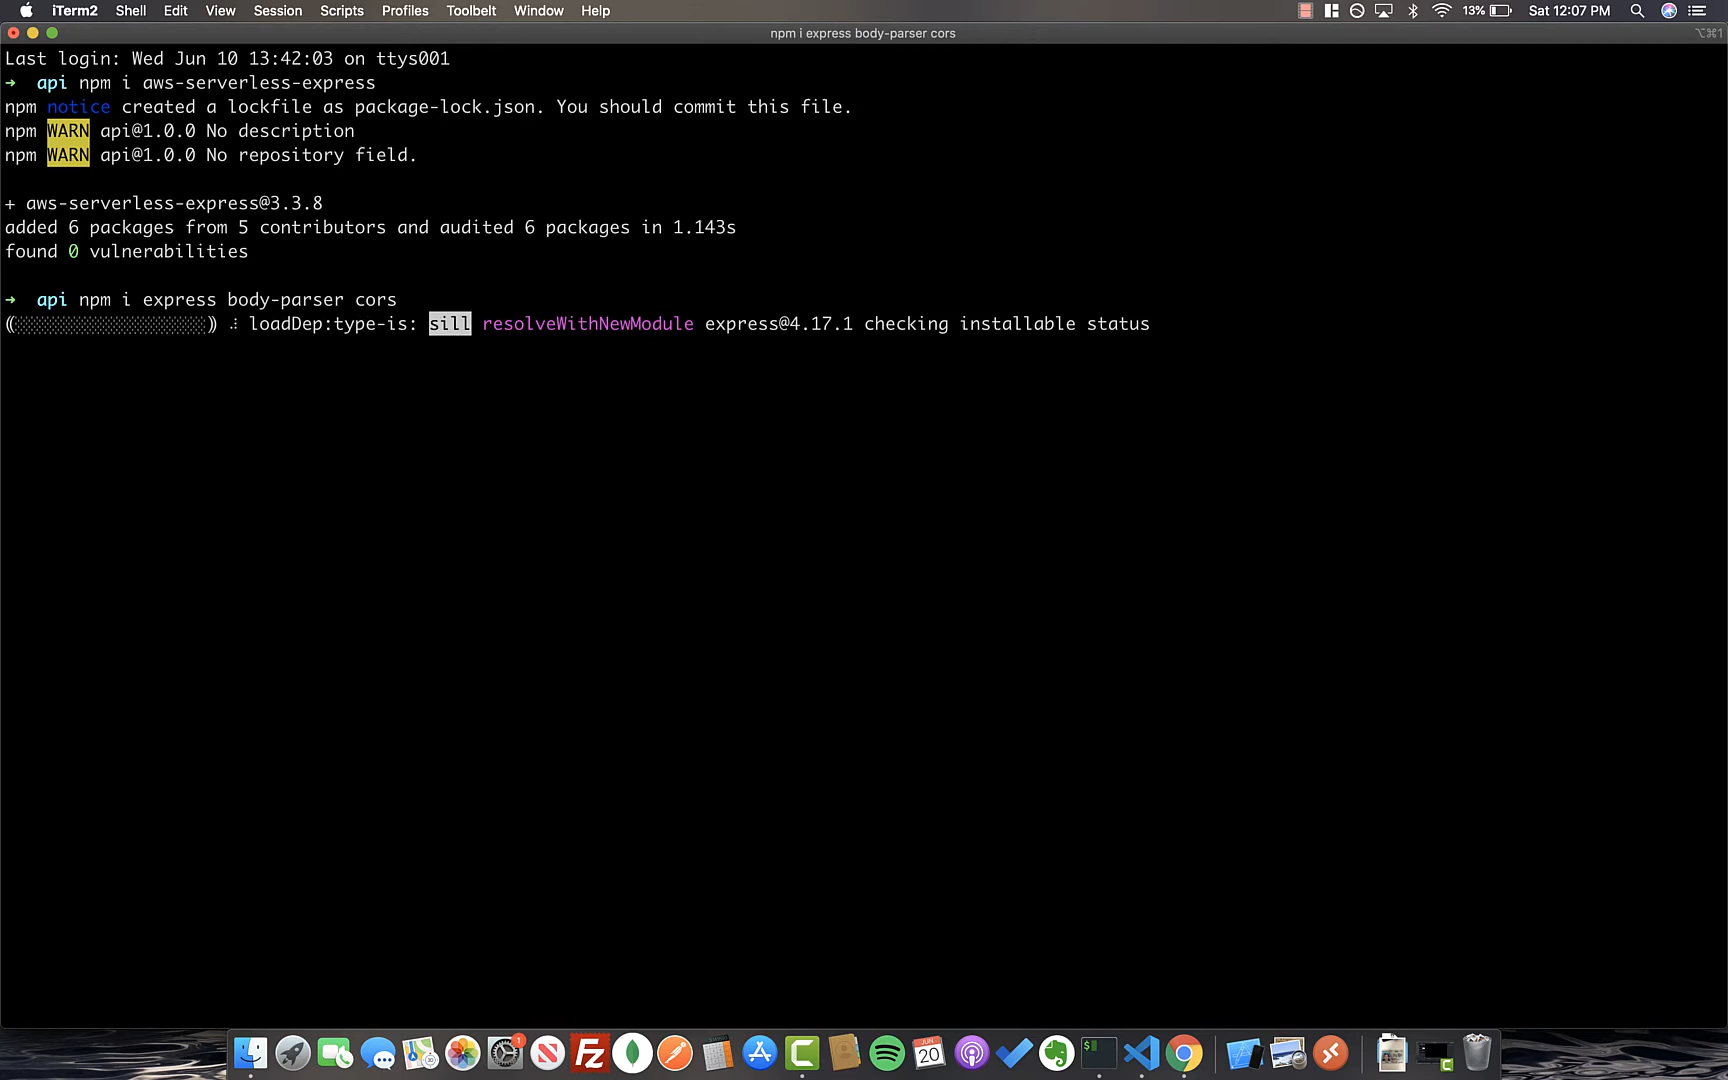 iTerm2 Shell Edit View Session Scripts Profiles Toolbelt Window Help 13% Sat 12:07 PM
npm i express body-parser cors ⌥⌘1
Last login: Wed Jun 10 13:42:03 on ttys001
➜ api npm i aws-serverless-express
npm notice created a lockfile as package-lock.json. You should commit this file.
npm WARN api@1.0.0 No description
npm WARN api@1.0.0 No repository field.
+ aws-serverless-express@3.3.8
added 6 packages from 5 contributors and audited 6 packages in 1.143s
found 0 vulnerabilities
➜ api npm i express body-parser cors
⸨░░░░░░░░░░░░░░░░░░⸩ ⠼ loadDep:type-is: sill resolveWithNewModule express@4.17.1 checking installable status
1 FZ JUN 20 $